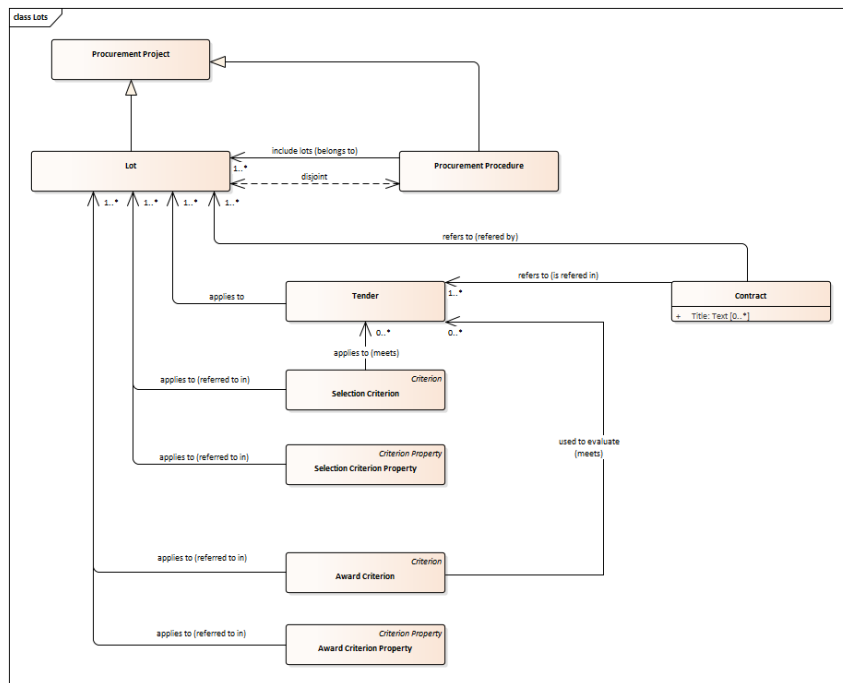 class Lots
Procurement Project
Lot
include lots (belongs to)
1..*
Procurement Procedure
disjoint
1..*
1..*
1..*
1..*
refers to (refered by)
applies to
Tender
refers to (is refered in)
1..*
Contract
+ Title: Text [0..*]
0..*
0..*
applies to (meets)
applies to (referred to in)
Criterion
Selection Criterion
used to evaluate
(meets)
applies to (referred to in)
Criterion Property
Selection Criterion Property
applies to (referred to in)
Criterion
Award Criterion
applies to (referred to in)
Criterion Property
Award Criterion Property